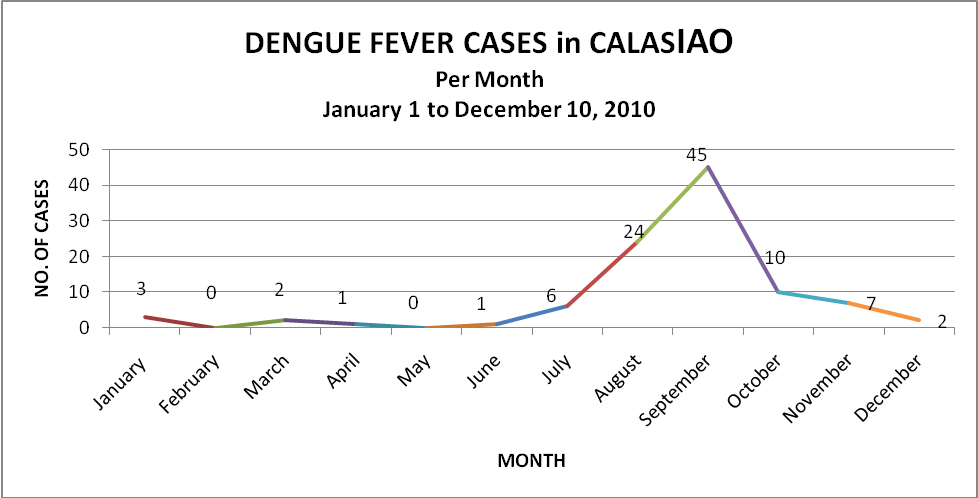 DENGUE FEVER CASES in CALASIAO
Per Month
January 1 to December 10, 2010
NO. OF CASES
50
40
30
20
10
0
3
0
2
1
0
1
6
24
45
10
7
2
January
February
March
April
May
June
July
August
September
October
November
December
MONTH